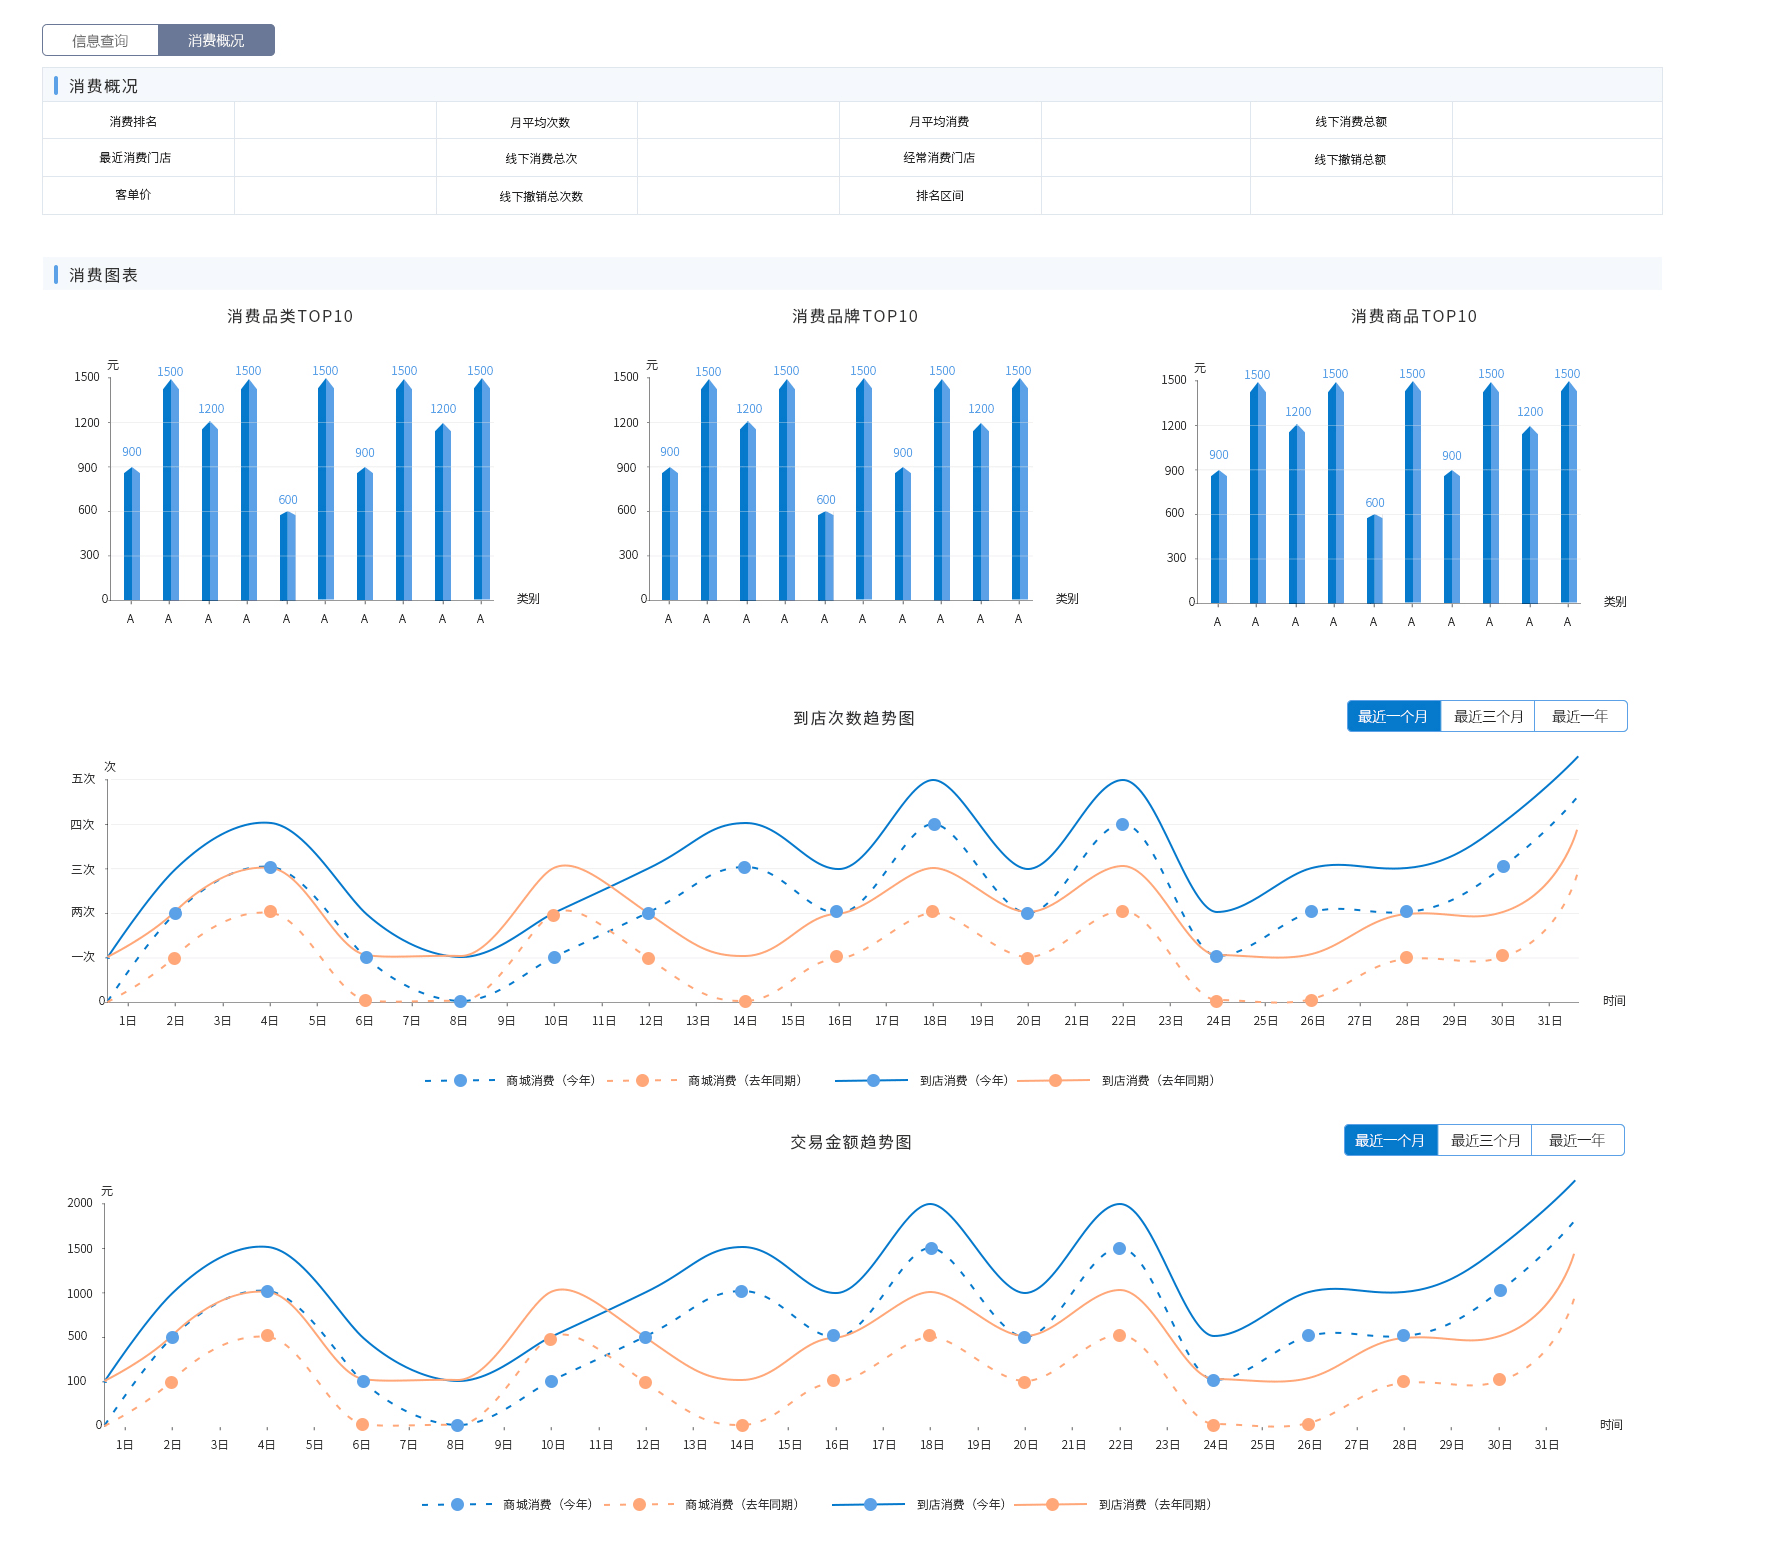 信息查询 消费概况
消费概况
消费排名 月平均次数 月平均消费 线下消费总额
最近消费门店 线下消费总次 经常消费门店 线下撤销总额
客单价 线下撤销总次数 排名区间
消费图表
消费品类TOP10
元
1500
1200
900
600
300
0
900 1500 1200 1500 600 1500 900 1500 1200 1500
A A A A A A A A A A
类别
消费品牌TOP10
元
1500
1200
900
600
300
0
900 1500 1200 1500 600 1500 900 1500 1200 1500
A A A A A A A A A A
类别
消费商品TOP10
元
1500
1200
900
600
300
0
900 1500 1200 1500 600 1500 900 1500 1200 1500
A A A A A A A A A A
类别
到店次数趋势图
最近一个月 最近三个月 最近一年
次
五次
四次
三次
两次
一次
0
1日 2日 3日 4日 5日 6日 7日 8日 9日 10日 11日 12日 13日 14日 15日 16日 17日 18日 19日 20日 21日 22日 23日 24日 25日 26日 27日 28日 29日 30日 31日
时间
商城消费（今年） 商城消费（去年同期） 到店消费（今年） 到店消费（去年同期）
交易金额趋势图
最近一个月 最近三个月 最近一年
元
2000
1500
1000
500
100
0
1日 2日 3日 4日 5日 6日 7日 8日 9日 10日 11日 12日 13日 14日 15日 16日 17日 18日 19日 20日 21日 22日 23日 24日 25日 26日 27日 28日 29日 30日 31日
时间
商城消费（今年） 商城消费（去年同期） 到店消费（今年） 到店消费（去年同期）